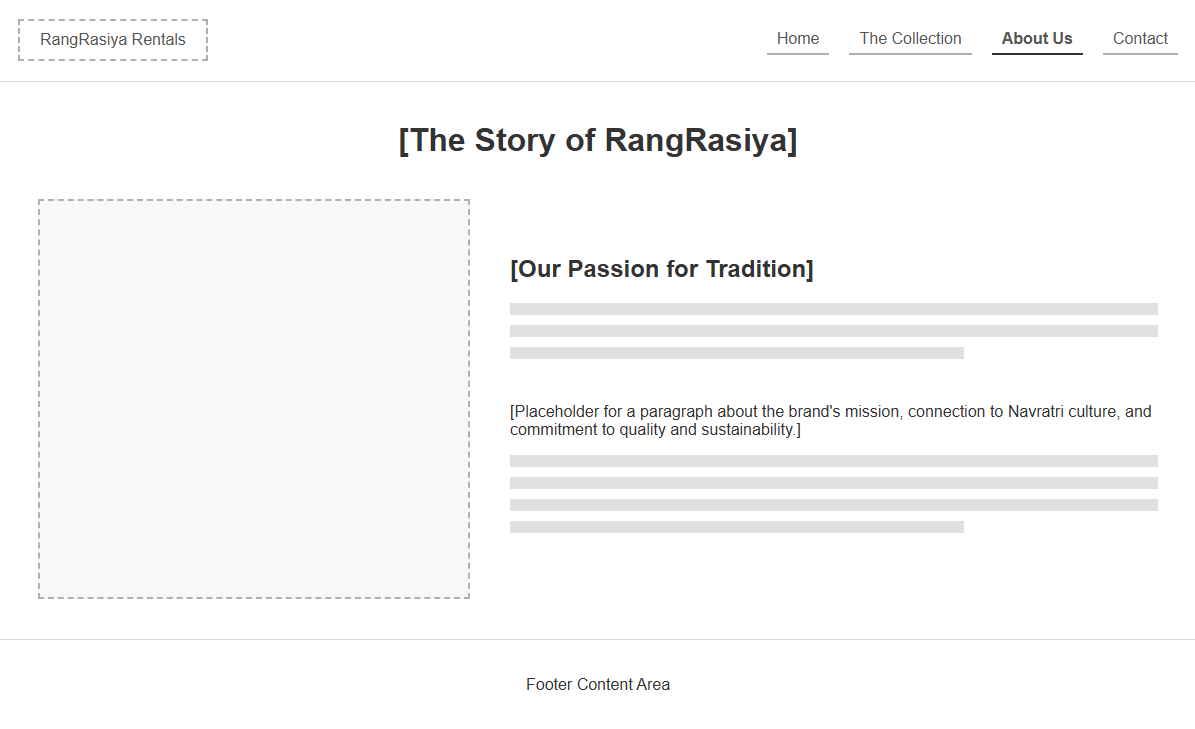 RangRasiya Rentals
Home
The Collection
About Us
Contact
[The Story of RangRasiya]
[Our Passion for Tradition]
[Placeholder for a paragraph about the brand's mission, connection to Navratri culture, and
commitment to quality and sustainability.]
Footer Content Area